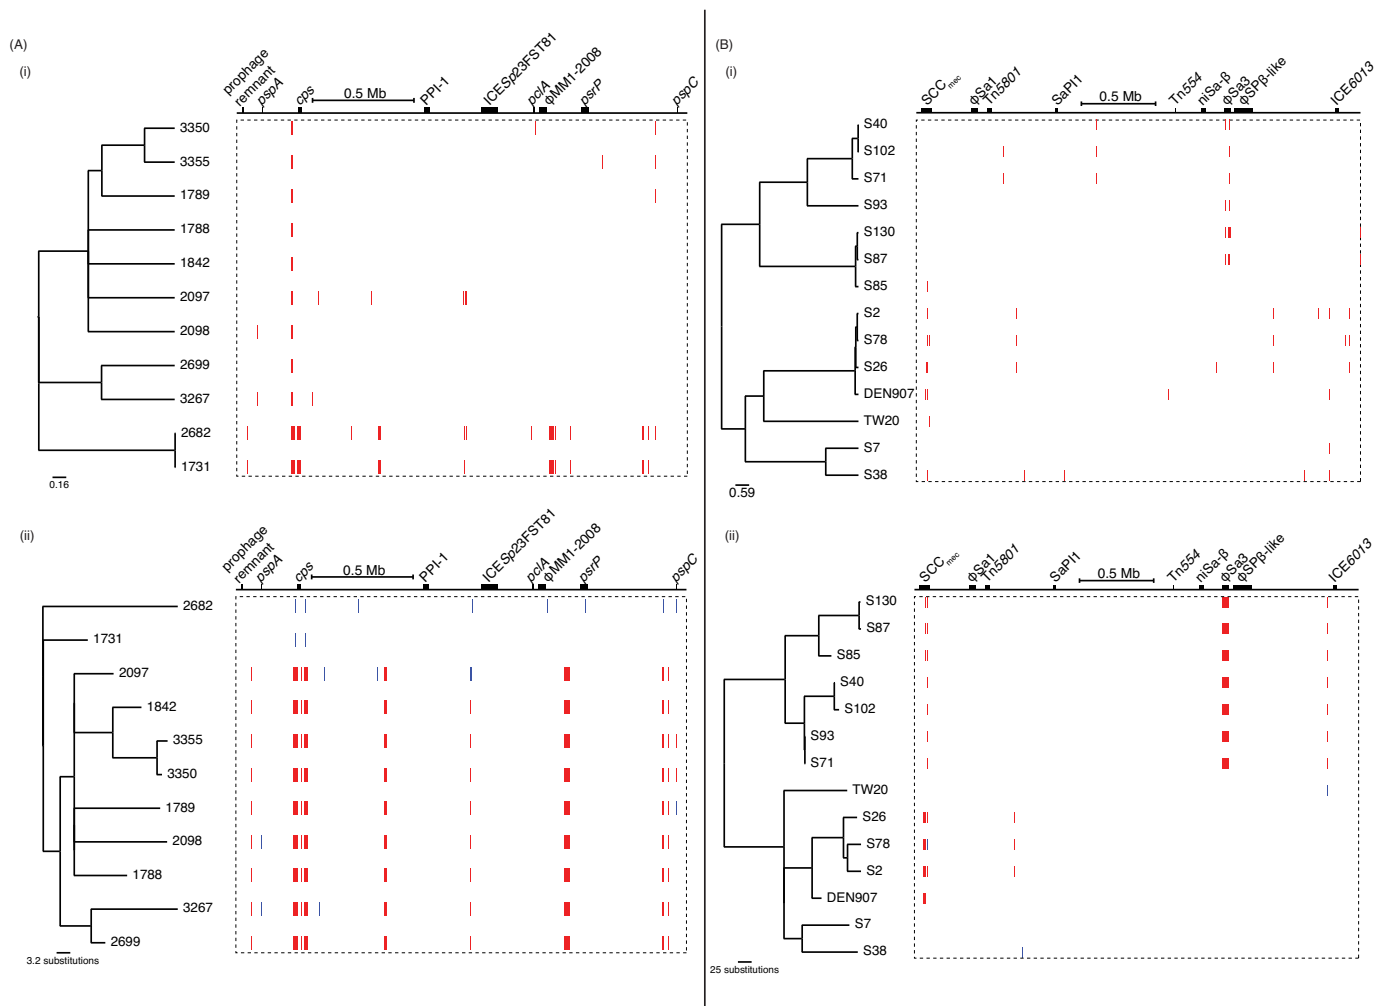 (A)
(i)
prophage remnant
pspA
cps
0.5 Mb
PPI-1
ICESp23FST81
pclA
ΦMM1-2008
psrP
pspC
3350
3355
1789
1788
1842
2097
2098
2699
3267
2682
1731
0.16
(ii)
prophage remnant
pspA
cps
0.5 Mb
PPI-1
ICESp23FST81
pclA
ΦMM1-2008
psrP
pspC
2682
1731
2097
1842
3355
3350
1789
2098
1788
3267
2699
3.2 substitutions
(B)
(i)
SCCmec
ΦSa1
Tn5801
SaPI1
0.5 Mb
Tn554
niSa-β
ΦSa3
ΦSPβ-like
ICE6013
S40
S102
S71
S93
S130
S87
S85
S2
S78
S26
DEN907
TW20
S7
S38
0.59
(ii)
SCCmec
ΦSa1
Tn5801
SaPI1
0.5 Mb
Tn554
niSa-β
ΦSa3
ΦSPβ-like
ICE6013
S130
S87
S85
S40
S102
S93
S71
TW20
S26
S78
S2
DEN907
S7
S38
25 substitutions